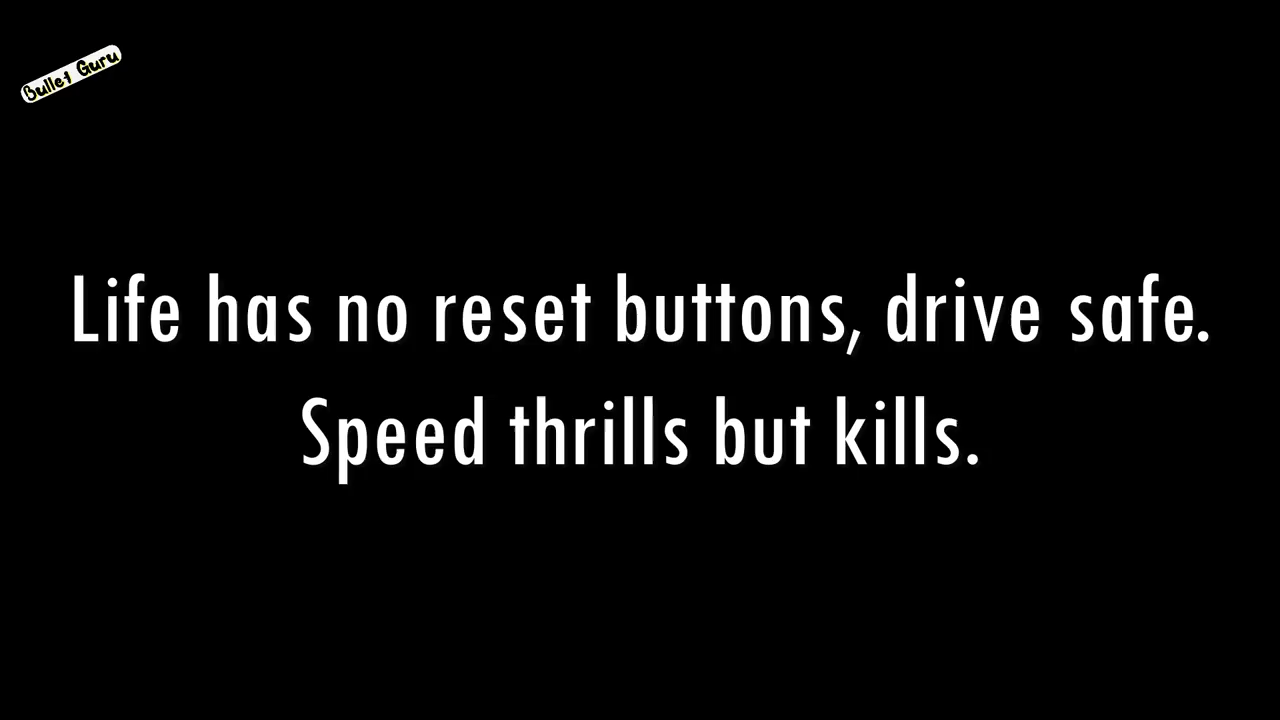 Bullet Guru
Life has no reset buttons, drive safe.
Speed thrills but kills.